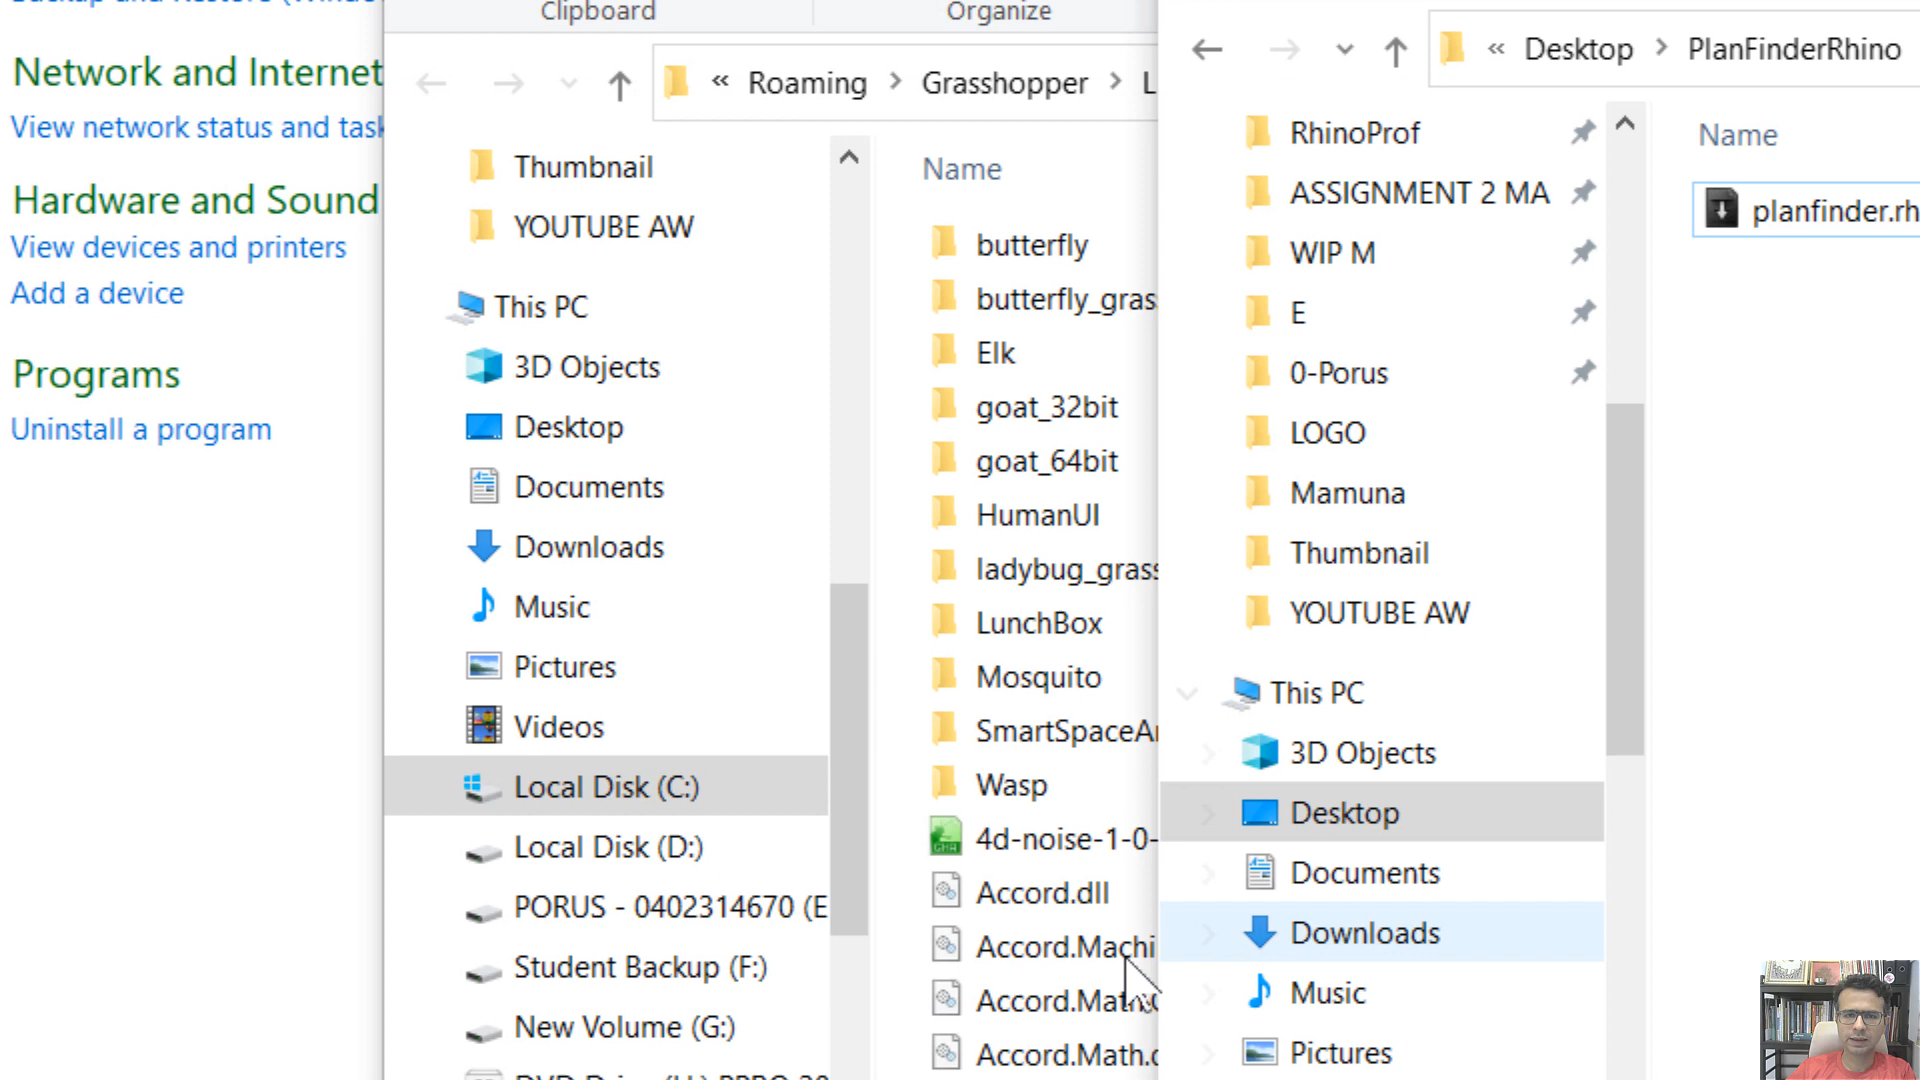 Network and Internet
View network status and task
Hardware and Sound
View devices and printers
Add a device
Programs
Uninstall a program
Clipboard
Organize
« Roaming > Grasshopper > L
Thumbnail
YOUTUBE AW
This PC
3D Objects
Desktop
Documents
Downloads
Music
Pictures
Videos
Local Disk (C:)
Local Disk (D:)
PORUS - 0402314670 (E
Student Backup (F:)
New Volume (G:)
Name
butterfly
butterfly_gras
Elk
goat_32bit
goat_64bit
HumanUI
ladybug_grass
LunchBox
Mosquito
SmartSpaceAn
Wasp
4d-noise-1-0-
Accord.dll
Accord.Machi
Accord.Math.C
Accord.Math.d
« Desktop > PlanFinderRhino
RhinoProf
ASSIGNMENT 2 MA
WIP M
E
0-Porus
LOGO
Mamuna
Thumbnail
YOUTUBE AW
This PC
3D Objects
Desktop
Documents
Downloads
Music
Pictures
Name
planfinder.rh